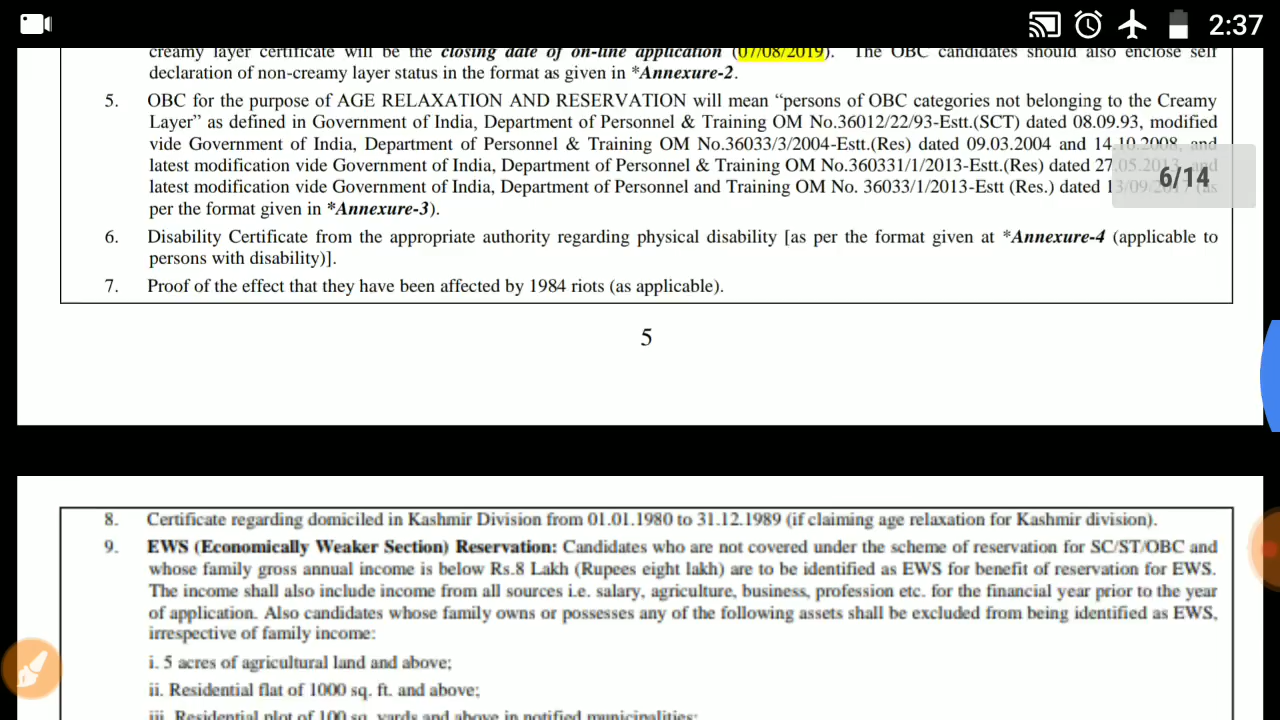 2:37
creamy layer certificate will be the closing date of on-line application (07/08/2019). The OBC candidates should also enclose self
declaration of non-creamy layer status in the format as given in *Annexure-2.
5. OBC for the purpose of AGE RELAXATION AND RESERVATION will mean “persons of OBC categories not belonging to the Creamy
Layer” as defined in Government of India, Department of Personnel & Training OM No.36012/22/93-Estt.(SCT) dated 08.09.93, modified
vide Government of India, Department of Personnel & Training OM No.36033/3/2004-Estt.(Res) dated 09.03.2004 and 14.10.2008, and
latest modification vide Government of India, Department of Personnel & Training OM No.360331/1/2013-Estt.(Res) dated 27.05.2013, and
6/14
latest modification vide Government of India, Department of Personnel and Training OM No. 36033/1/2013-Estt (Res.) dated 13/09/2017 (as
per the format given in *Annexure-3).
6. Disability Certificate from the appropriate authority regarding physical disability [as per the format given at *Annexure-4 (applicable to
persons with disability)].
7. Proof of the effect that they have been affected by 1984 riots (as applicable).
5
8. Certificate regarding domiciled in Kashmir Division from 01.01.1980 to 31.12.1989 (if claiming age relaxation for Kashmir division).
9. EWS (Economically Weaker Section) Reservation: Candidates who are not covered under the scheme of reservation for SC/ST/OBC and
whose family gross annual income is below Rs.8 Lakh (Rupees eight lakh) are to be identified as EWS for benefit of reservation for EWS.
The income shall also include income from all sources i.e. salary, agriculture, business, profession etc. for the financial year prior to the year
of application. Also candidates whose family owns or possesses any of the following assets shall be excluded from being identified as EWS,
irrespective of family income:
i. 5 acres of agricultural land and above;
ii. Residential flat of 1000 sq. ft. and above;
iii. Residential plot of 100 sq. yards and above in notified municipalities;